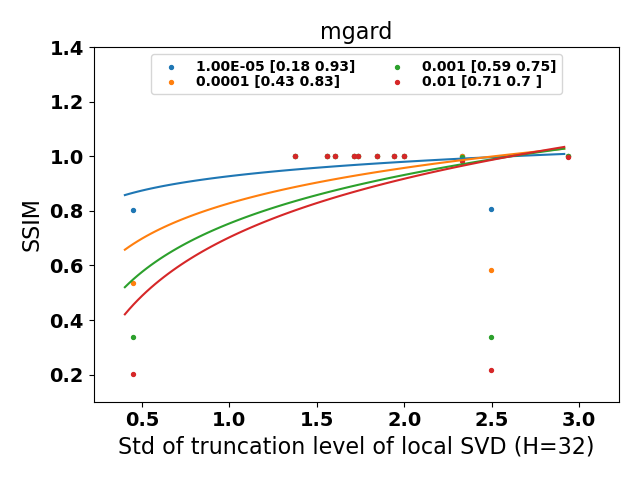 mgard
1.00E-05 [0.18 0.93]
0.0001 [0.43 0.83]
0.001 [0.59 0.75]
0.01 [0.71 0.7 ]
1.4
1.2
1.0
0.8
0.6
0.4
0.2
SSIM
0.5 1.0 1.5 2.0 2.5 3.0
Std of truncation level of local SVD (H=32)